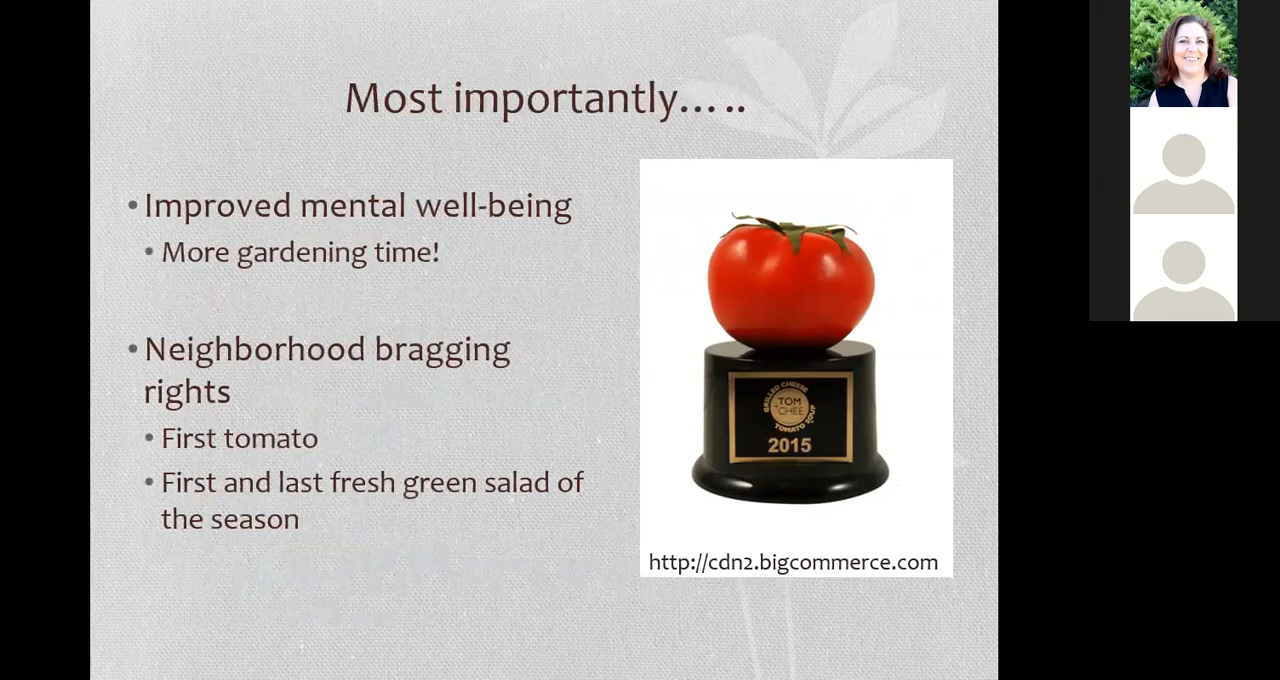 Most importantly… ..
• Improved mental well-being
• More gardening time!
• Neighborhood bragging
rights
• First tomato
• First and last fresh green salad of
the season
GRILLED CHEESE
TOM
+CHEE
TOMATO SOUP
2015
http://cdn2.bigcommerce.com